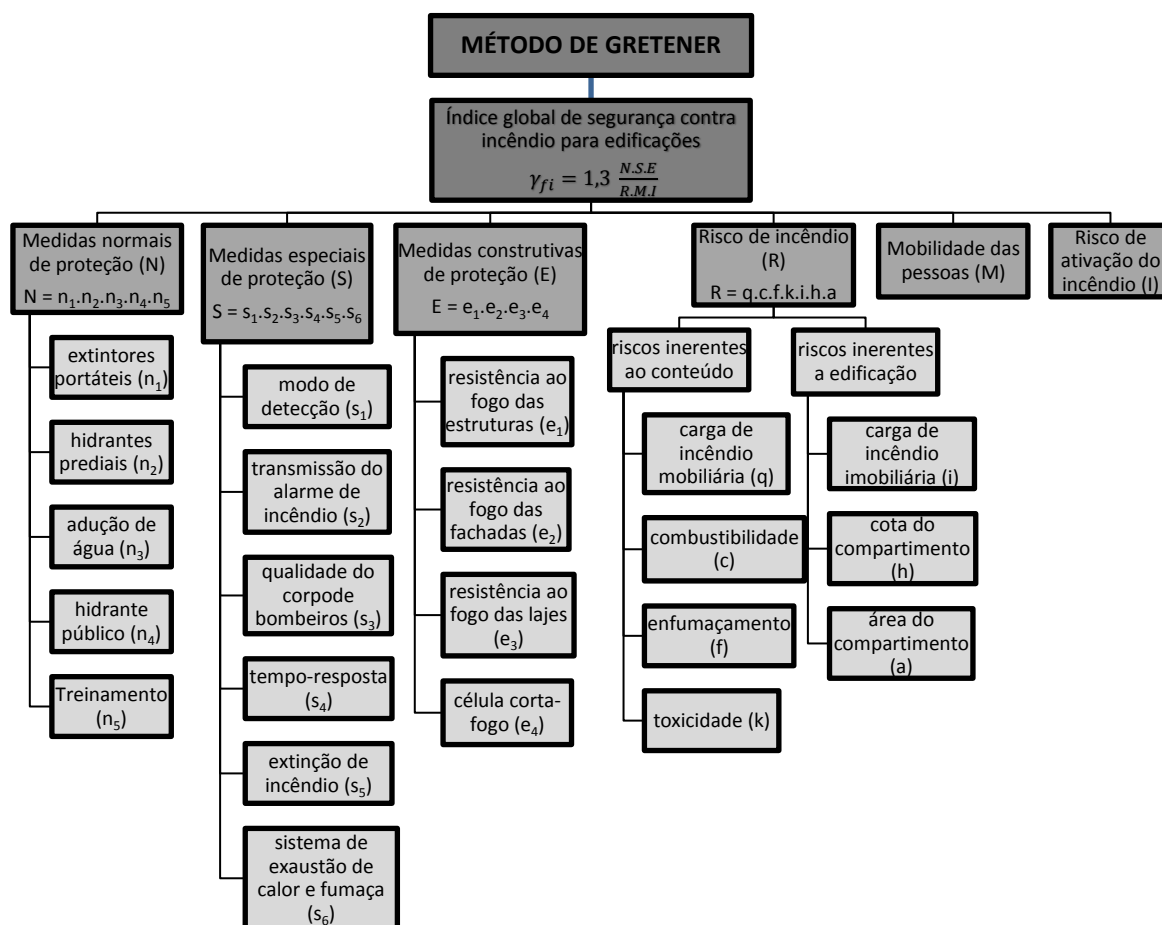 MÉTODO DE GRETENER
Índice global de segurança contra
incêndio para edificações
γ_fi = 1,3 N.S.E / R.M.I
Medidas normais
de proteção (N)
N = n₁.n₂.n₃.n₄.n₅
extintores
portáteis (n₁)
hidrantes
prediais (n₂)
adução de
água (n₃)
hidrante
público (n₄)
Treinamento
(n₅)
Medidas especiais
de proteção (S)
S = s₁.s₂.s₃.s₄.s₅.s₆
modo de
detecção (s₁)
transmissão do
alarme de
incêndio (s₂)
qualidade do
corpode
bombeiros (s₃)
tempo-resposta
(s₄)
extinção de
incêndio (s₅)
sistema de
exaustão de
calor e fumaça
(s₆)
Medidas construtivas
de proteção (E)
E = e₁.e₂.e₃.e₄
resistência ao
fogo das
estruturas (e₁)
resistência ao
fogo das
fachadas (e₂)
resistência ao
fogo das lajes
(e₃)
célula corta-
fogo (e₄)
Risco de incêndio
(R)
R = q.c.f.k.i.h.a
riscos inerentes
ao conteúdo
carga de
incêndio
mobiliária (q)
combustibilidade
(c)
enfumaçamento
(f)
toxicidade (k)
riscos inerentes
a edificação
carga de
incêndio
imobiliária (i)
cota do
compartimento
(h)
área do
compartimento
(a)
Mobilidade das
pessoas (M)
Risco de
ativação do
incêndio (I)